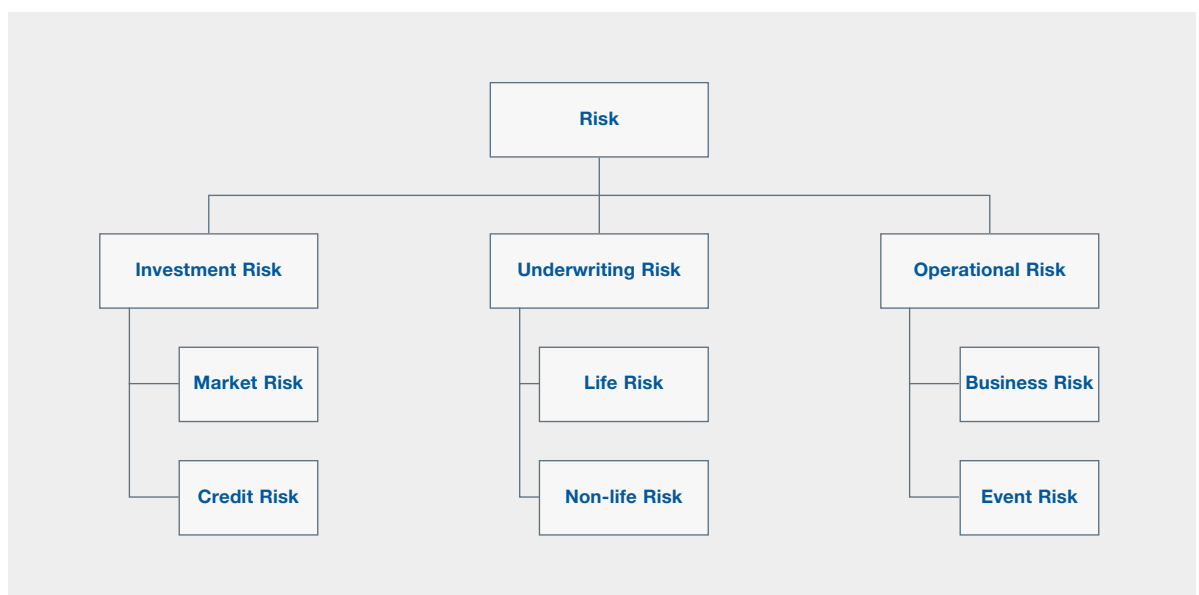 Risk
Investment Risk
Underwriting Risk
Operational Risk
Market Risk
Life Risk
Business Risk
Credit Risk
Non-life Risk
Event Risk